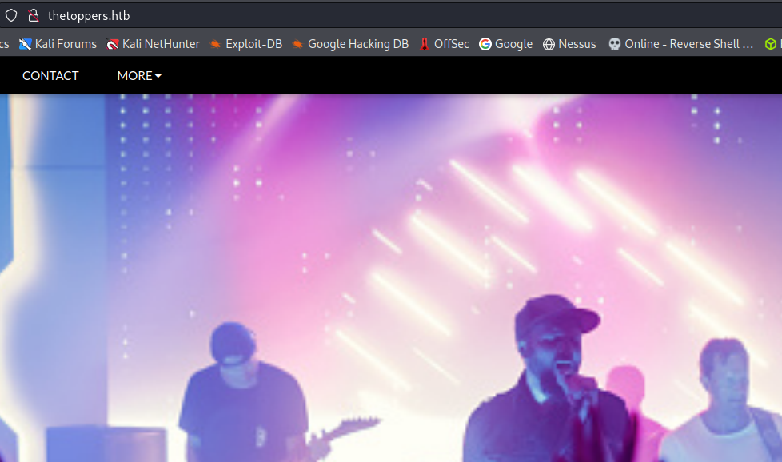 thetoppers.htb
cs Kali Forums Kali NetHunter Exploit-DB Google Hacking DB OffSec Google Nessus Online - Reverse Shell ...
CONTACT MORE